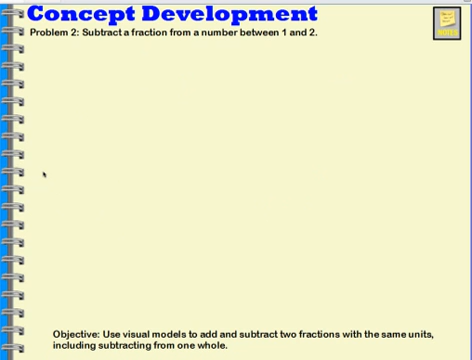 Concept Development
Problem 2: Subtract a fraction from a number between 1 and 2.
NOTES
Objective: Use visual models to add and subtract two fractions with the same units,
including subtracting from one whole.